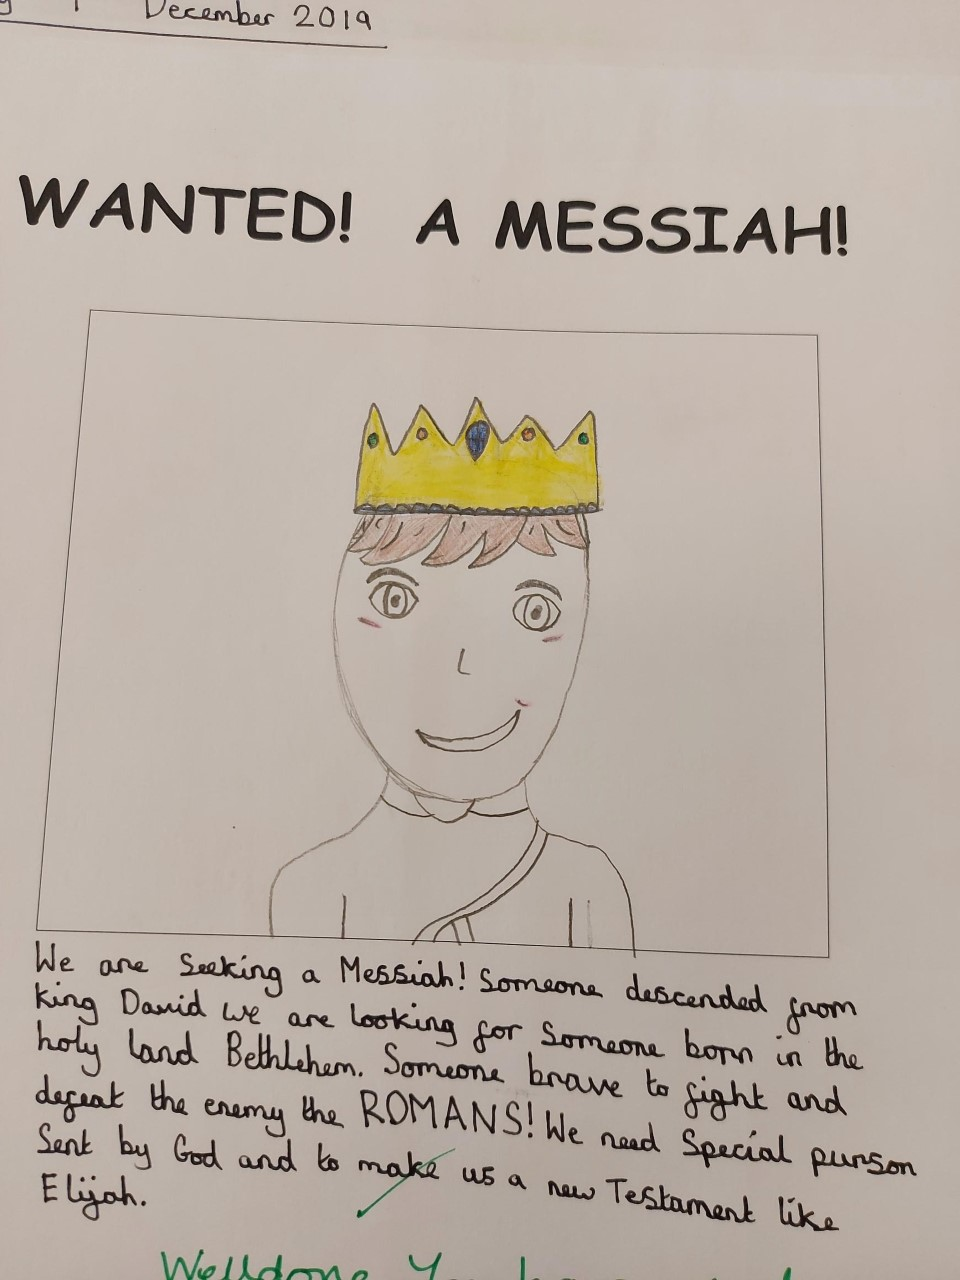 December 2019
WANTED! A MESSIAH!
We are Seeking a Messiah! Someone descended from
King David we are looking for Someone born in the
holy land Bethlehem. Someone brave to fight and
defeat the enemy the ROMANS! We need Special purson
Sent by God and to make us a new Testament like
Elijah.
Welldone